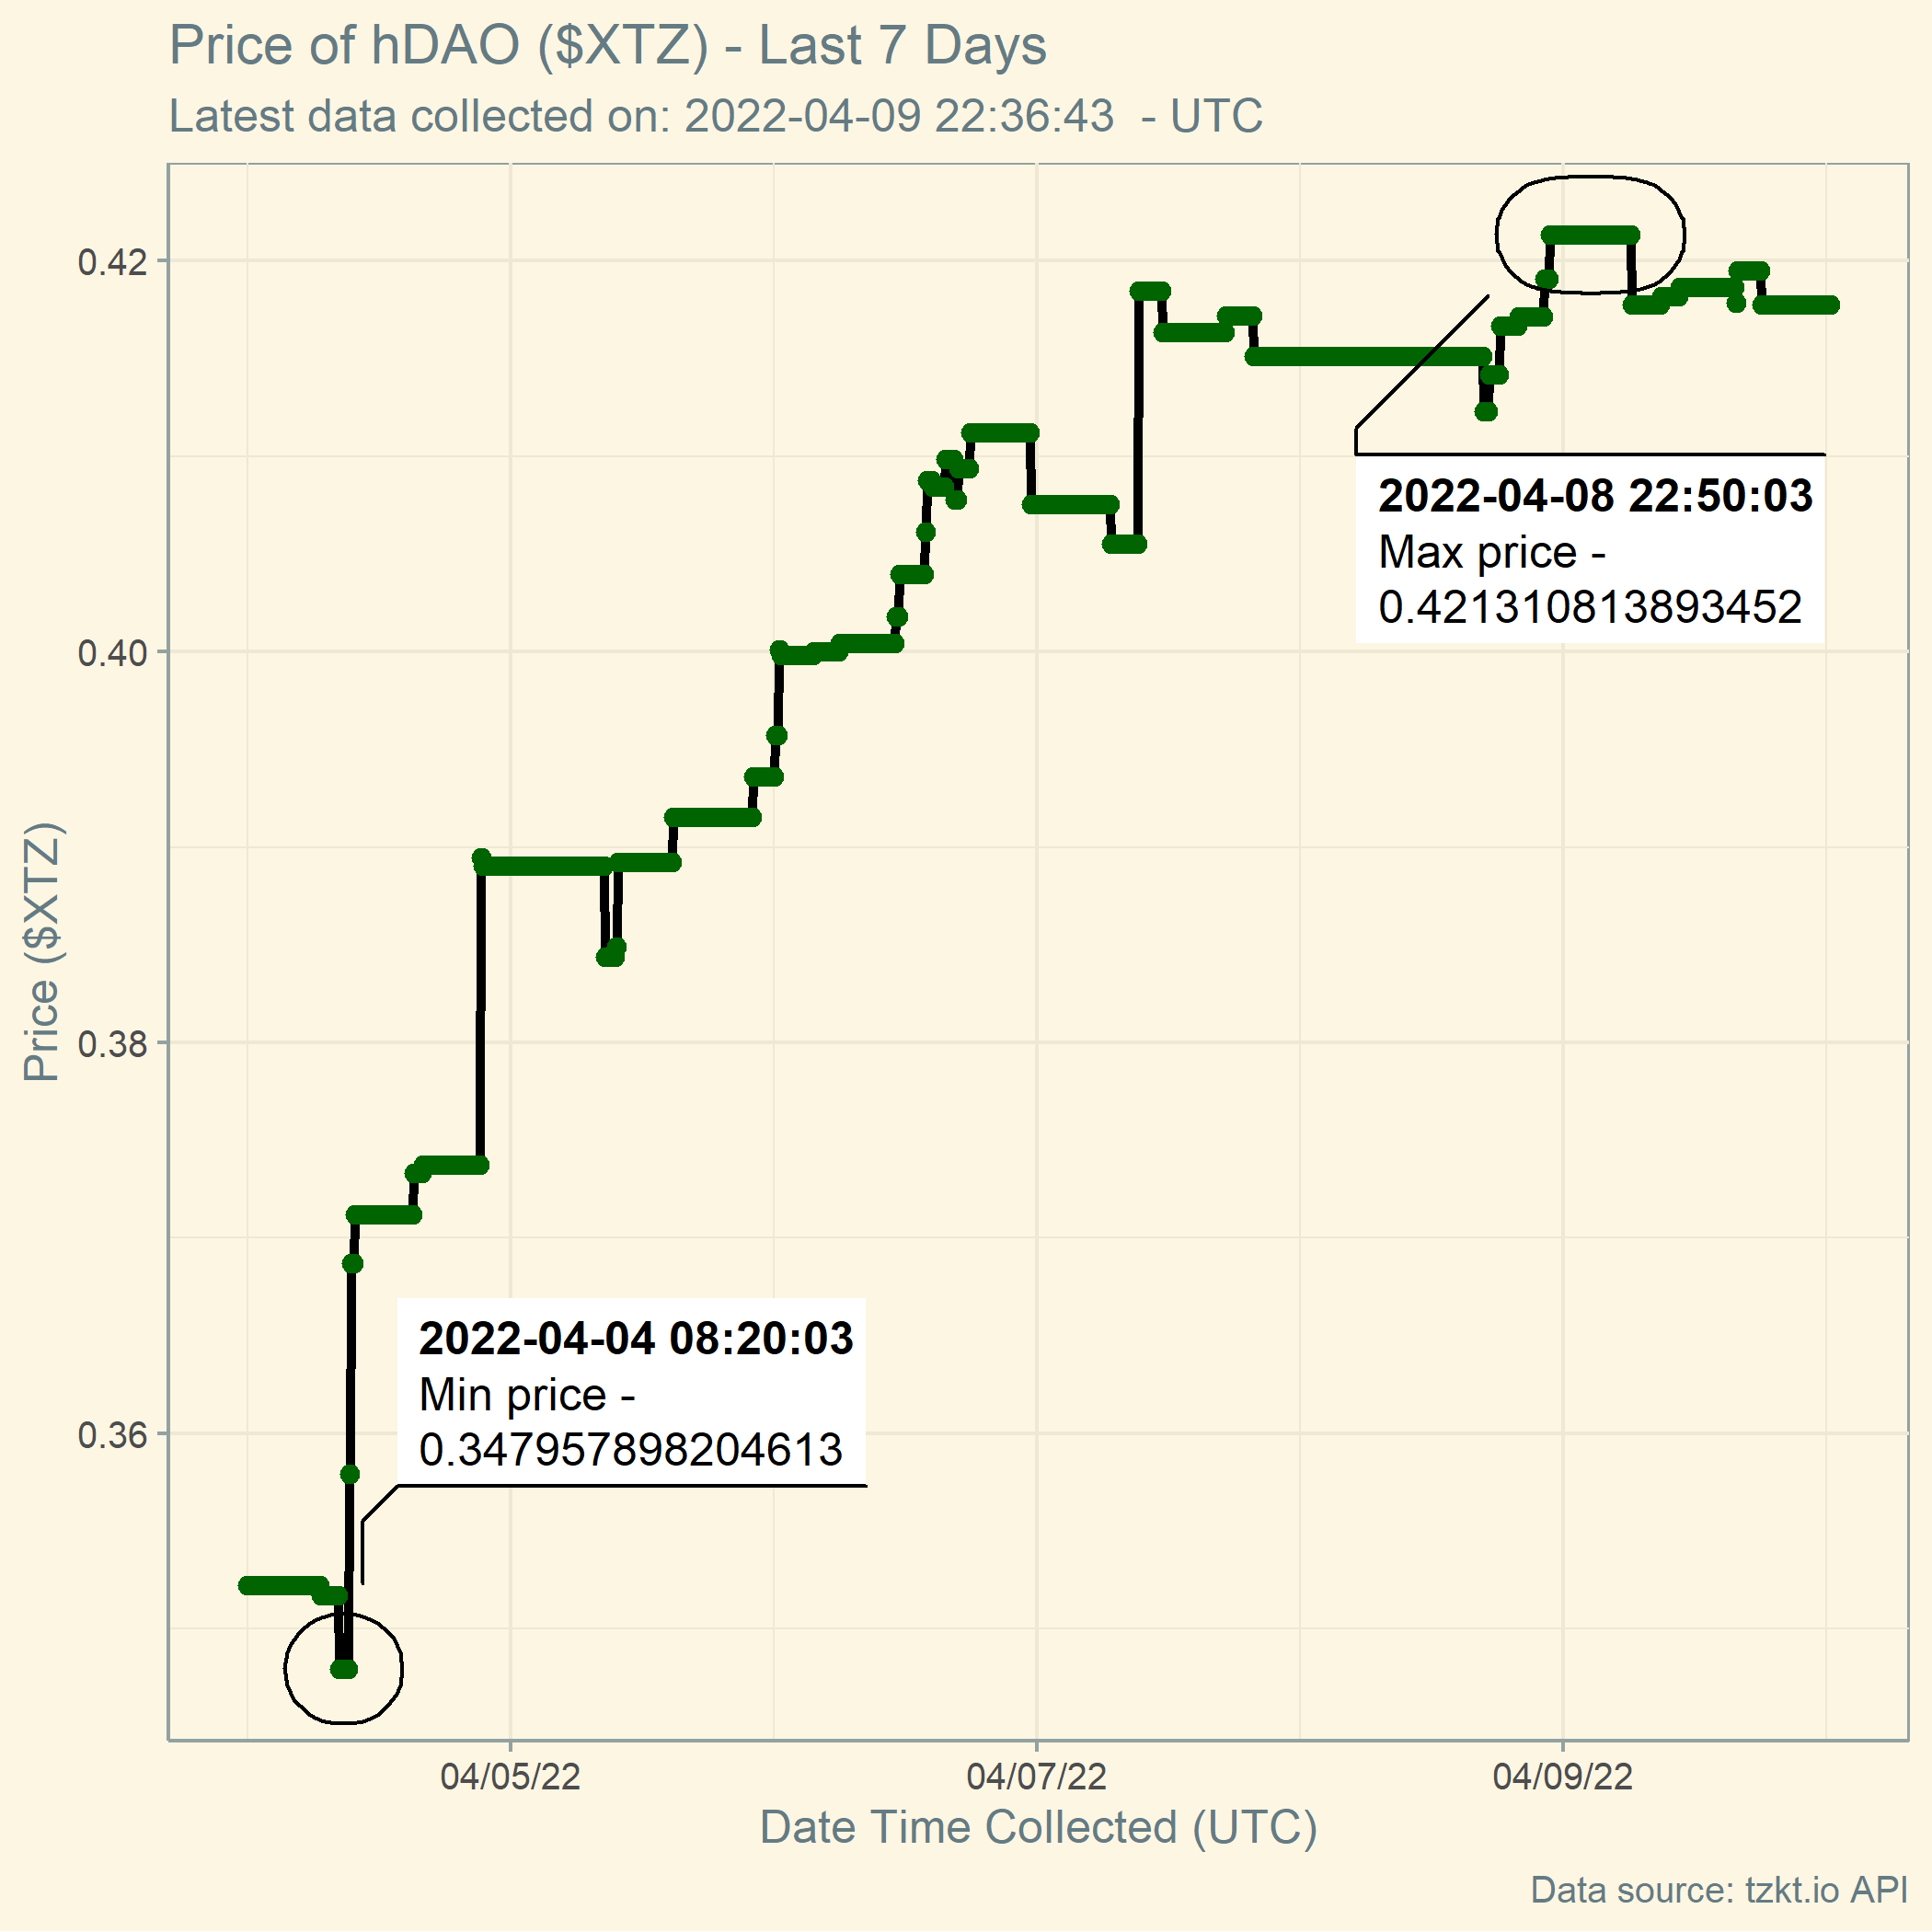 Price of hDAO ($XTZ) - Last 7 Days
Latest data collected on: 2022-04-09 22:36:43  - UTC
0.42
0.40
0.38
0.36
Price ($XTZ)
2022-04-08 22:50:03
Max price -
0.421310813893452
2022-04-04 08:20:03
Min price -
0.347957898204613
04/05/22
04/07/22
04/09/22
Date Time Collected (UTC)
Data source: tzkt.io API